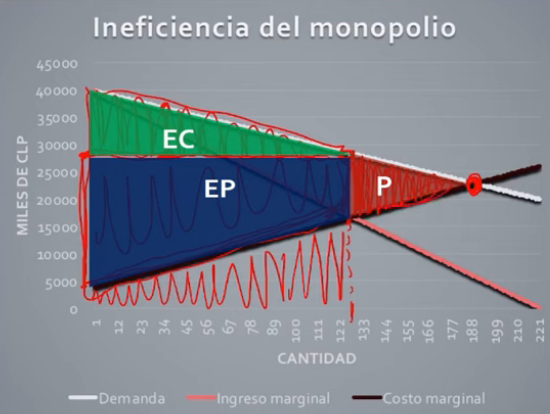 Ineficiencia del monopolio
45000
40000
35000
30000
25000
20000
15000
10000
5000
0
MILES DE CLP
EC
EP
P
1 12 23 34 45 56 67 78 89 100 111 122 133 144 155 166 177 188 199 210 221
CANTIDAD
Demanda Ingreso marginal Costo marginal